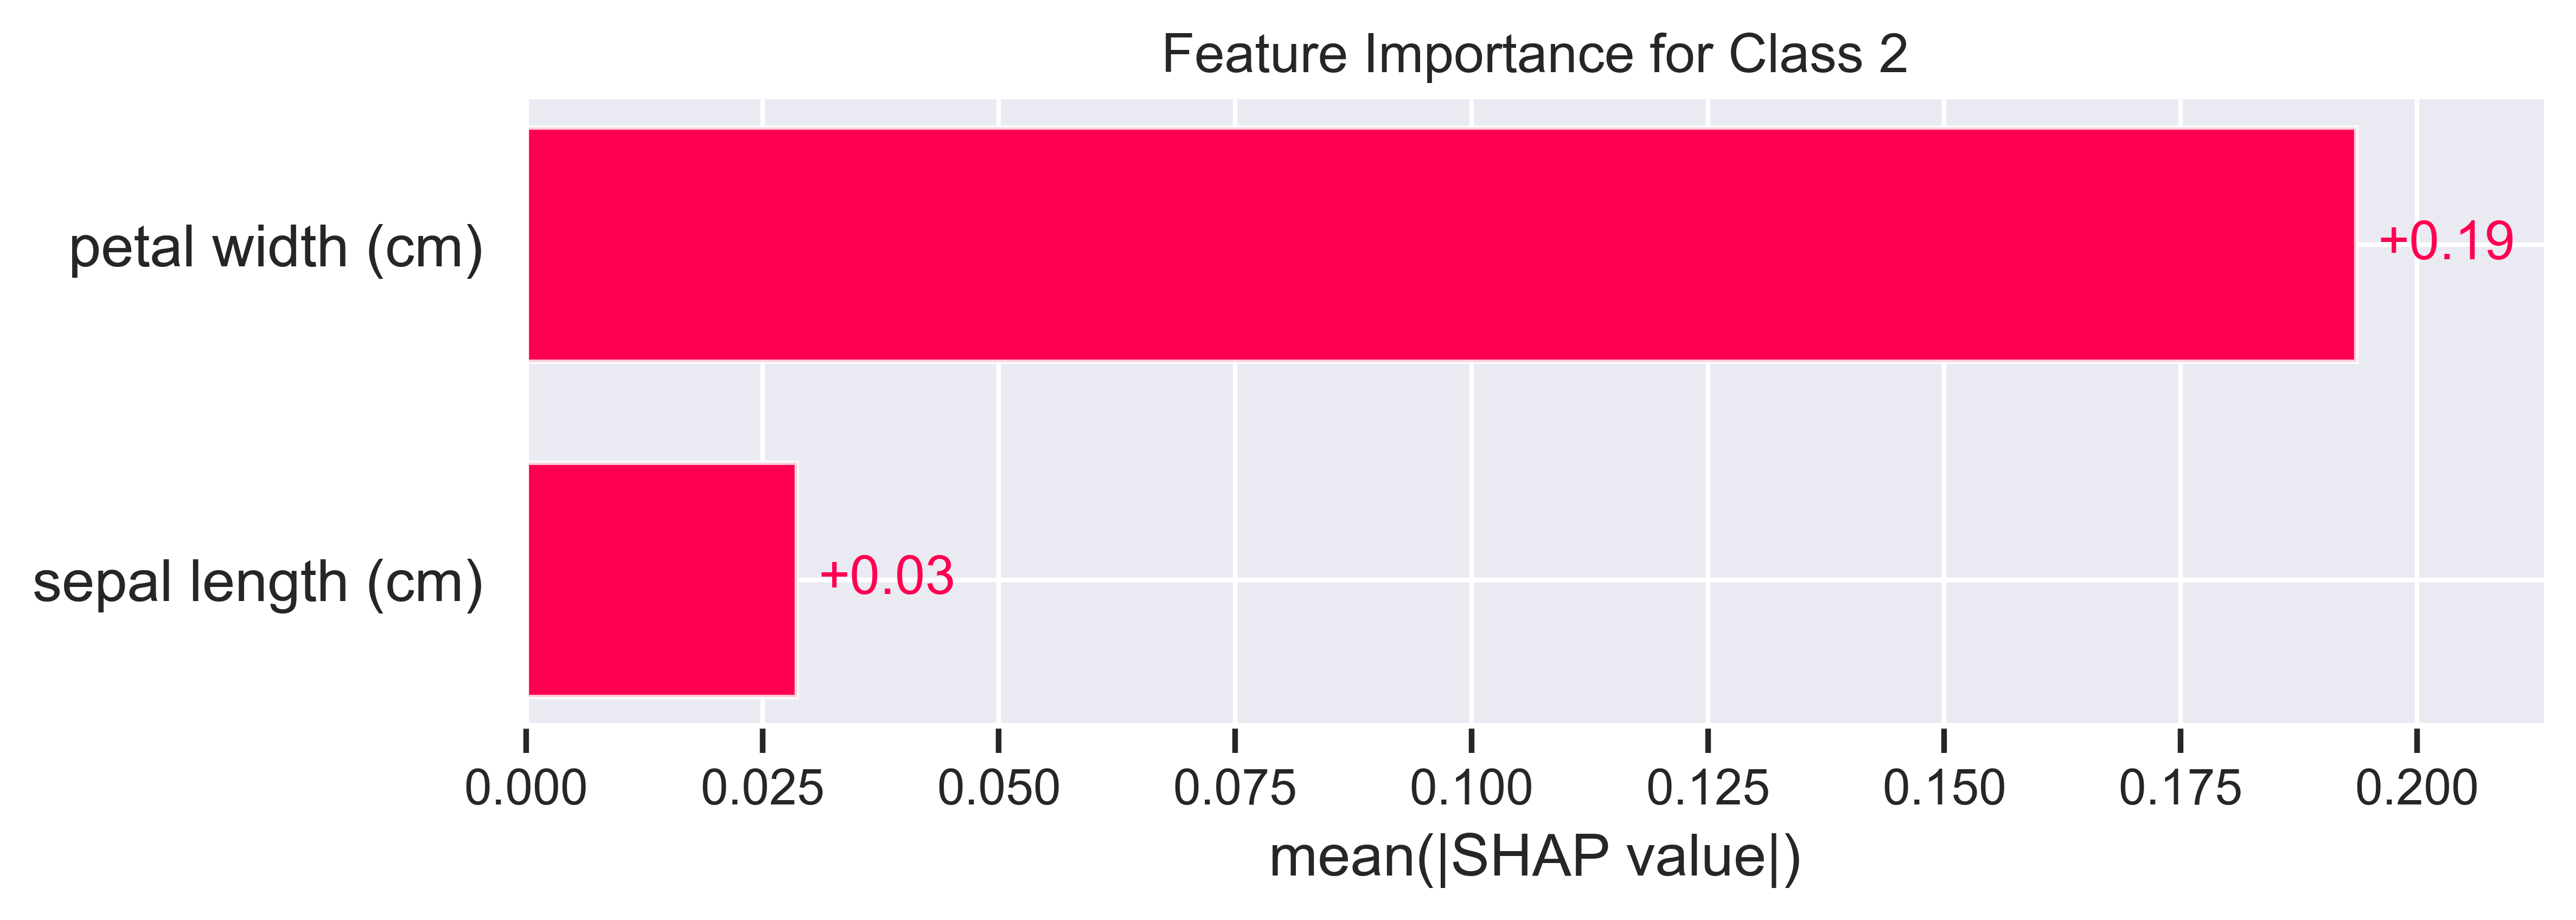 Feature Importance for Class 2
petal width (cm)
+0.19
sepal length (cm)
+0.03
0.000 0.025 0.050 0.075 0.100 0.125 0.150 0.175 0.200
mean(|SHAP value|)